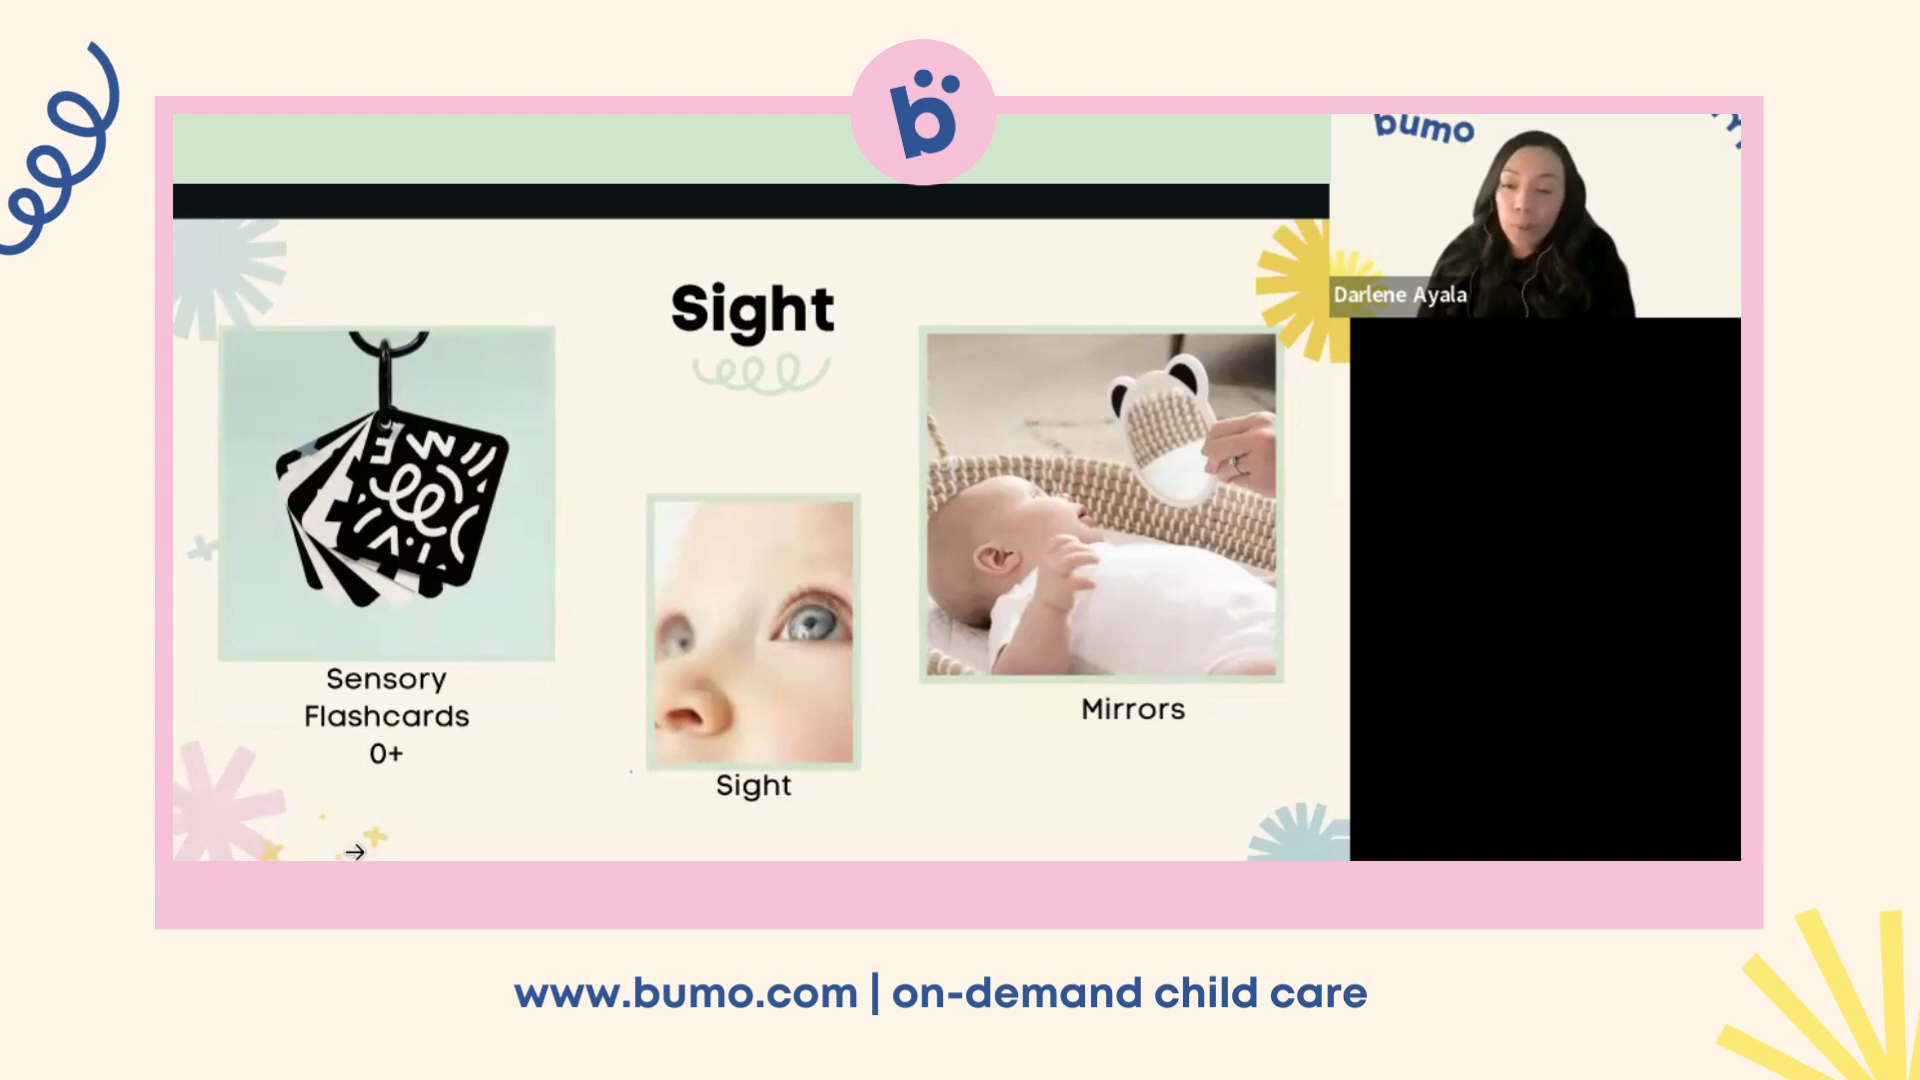 b
bumo
Darlene Ayala
Sight
Sensory
Flashcards
0+
Sight
Mirrors
www.bumo.com | on-demand child care